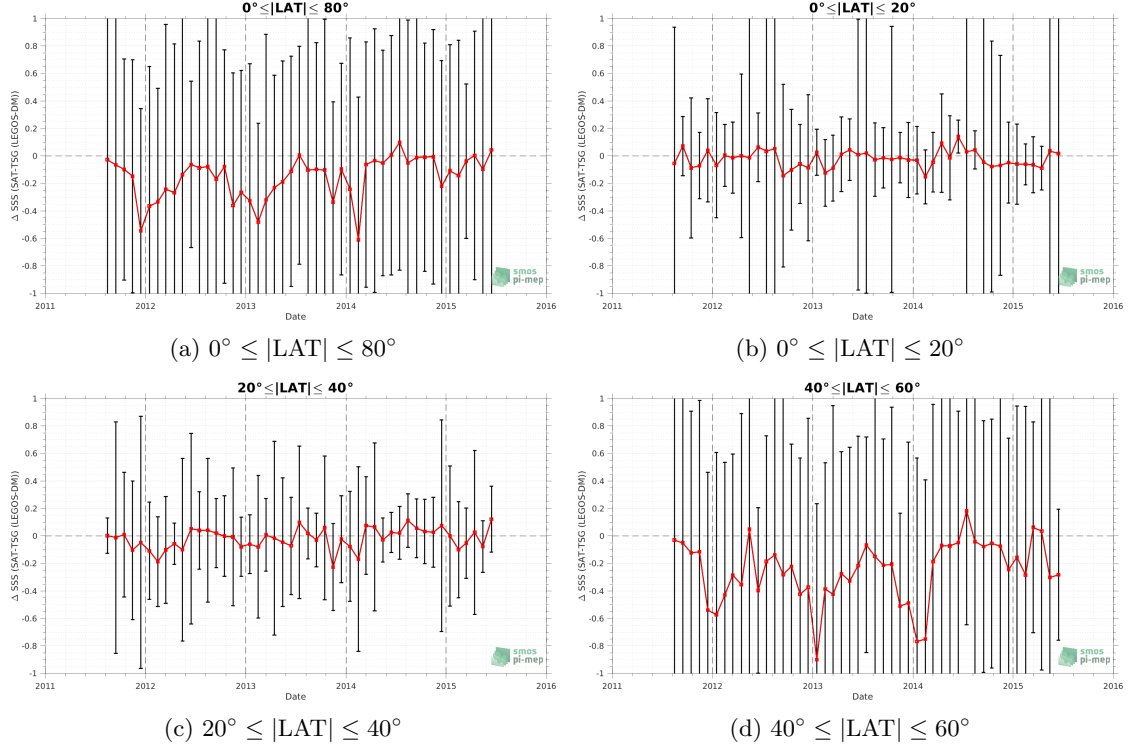 0°≤|LAT|≤ 80°
Δ SSS (SAT-TSG (LEGOS-DM))
1
0.8
0.6
0.4
0.2
0
-0.2
-0.4
-0.6
-0.8
-1
2011 2012 2013 2014 2015 2016
Date
smos
pi-mep
(a) 0° ≤ |LAT| ≤ 80°
0°≤|LAT|≤ 20°
Δ SSS (SAT-TSG (LEGOS-DM))
1
0.8
0.6
0.4
0.2
0
-0.2
-0.4
-0.6
-0.8
-1
2011 2012 2013 2014 2015 2016
Date
smos
pi-mep
(b) 0° ≤ |LAT| ≤ 20°
20°≤|LAT|≤ 40°
Δ SSS (SAT-TSG (LEGOS-DM))
1
0.8
0.6
0.4
0.2
0
-0.2
-0.4
-0.6
-0.8
-1
2011 2012 2013 2014 2015 2016
Date
smos
pi-mep
(c) 20° ≤ |LAT| ≤ 40°
40°≤|LAT|≤ 60°
Δ SSS (SAT-TSG (LEGOS-DM))
1
0.8
0.6
0.4
0.2
0
-0.2
-0.4
-0.6
-0.8
-1
2011 2012 2013 2014 2015 2016
Date
smos
pi-mep
(d) 40° ≤ |LAT| ≤ 60°